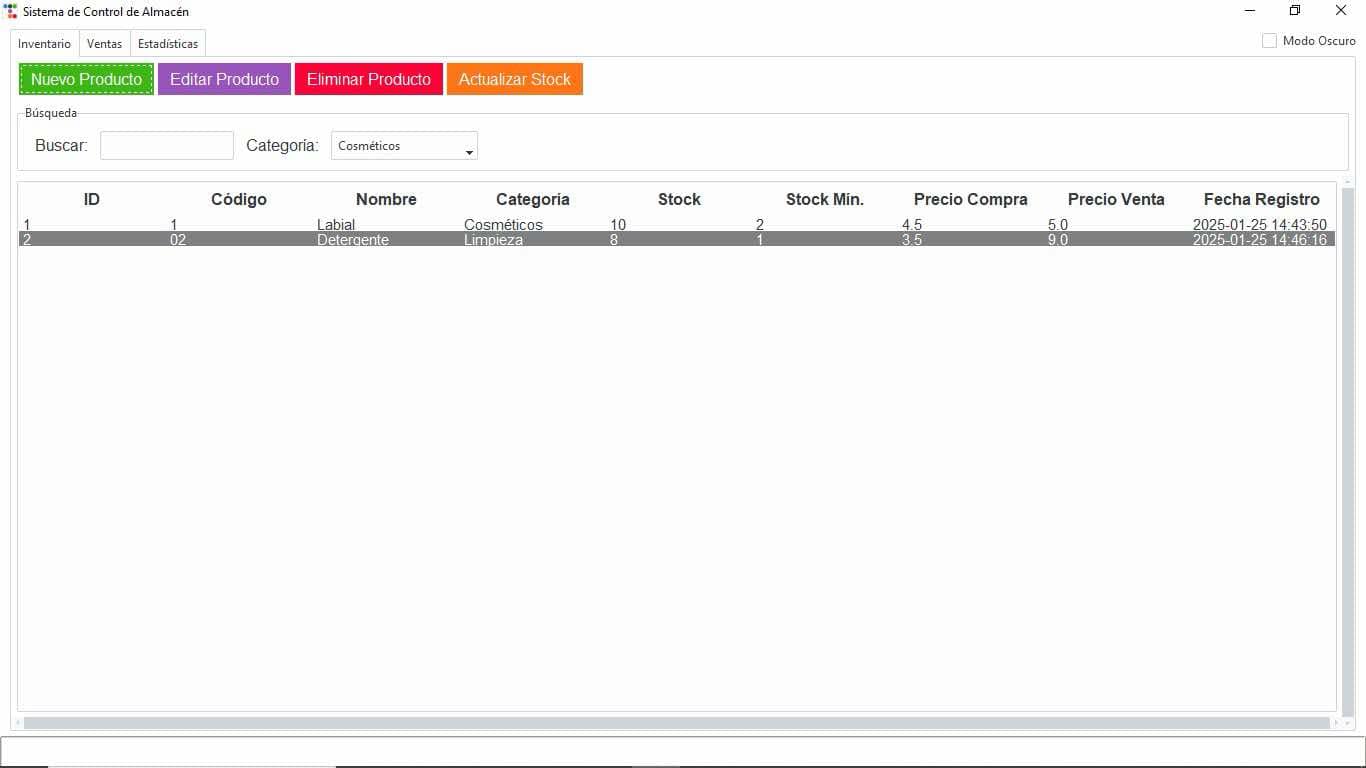 Sistema de Control de Almacén
Inventario Ventas Estadísticas Modo Oscuro
Nuevo Producto Editar Producto Eliminar Producto Actualizar Stock
Búsqueda
Buscar: Categoría: Cosméticos
ID Código Nombre Categoría Stock Stock Mín. Precio Compra Precio Venta Fecha Registro
1 1 Labial Cosméticos 10 2 4.5 5.0 2025-01-25 14:43:50
2 02 Detergente Limpieza 8 1 3.5 9.0 2025-01-25 14:46:16